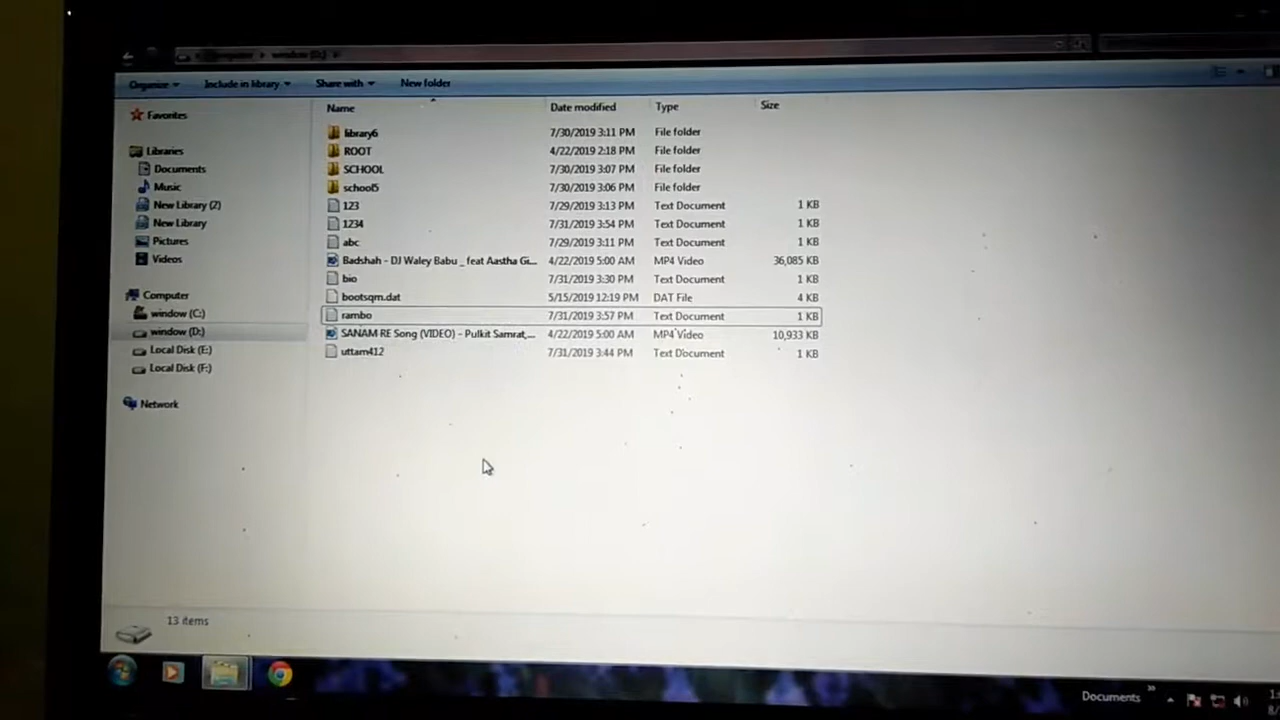 Computer window (D:)
Organize Include in library Share with New folder
Name Date modified Type Size
Favorites
Libraries
Documents
Music
New Library (2)
New Library
Pictures
Videos
Computer
window (C:)
window (D:)
Local Disk (E:)
Local Disk (F:)
Network
library6 7/30/2019 3:11 PM File folder
ROOT 4/22/2019 2:18 PM File folder
SCHOOL 7/30/2019 3:07 PM File folder
school5 7/30/2019 3:06 PM File folder
123 7/29/2019 3:13 PM Text Document 1 KB
1234 7/31/2019 3:54 PM Text Document 1 KB
abc 7/29/2019 3:11 PM Text Document 1 KB
Badshah - DJ Waley Babu _ feat Aastha Gi... 4/22/2019 5:00 AM MP4 Video 36,085 KB
bio 7/31/2019 3:30 PM Text Document 1 KB
bootsqm.dat 5/15/2019 12:19 PM DAT File 4 KB
rambo 7/31/2019 3:57 PM Text Document 1 KB
SANAM RE Song (VIDEO) - Pulkit Samrat,... 4/22/2019 5:00 AM MP4 Video 10,933 KB
uttam412 7/31/2019 3:44 PM Text Document 1 KB
13 items
Documents